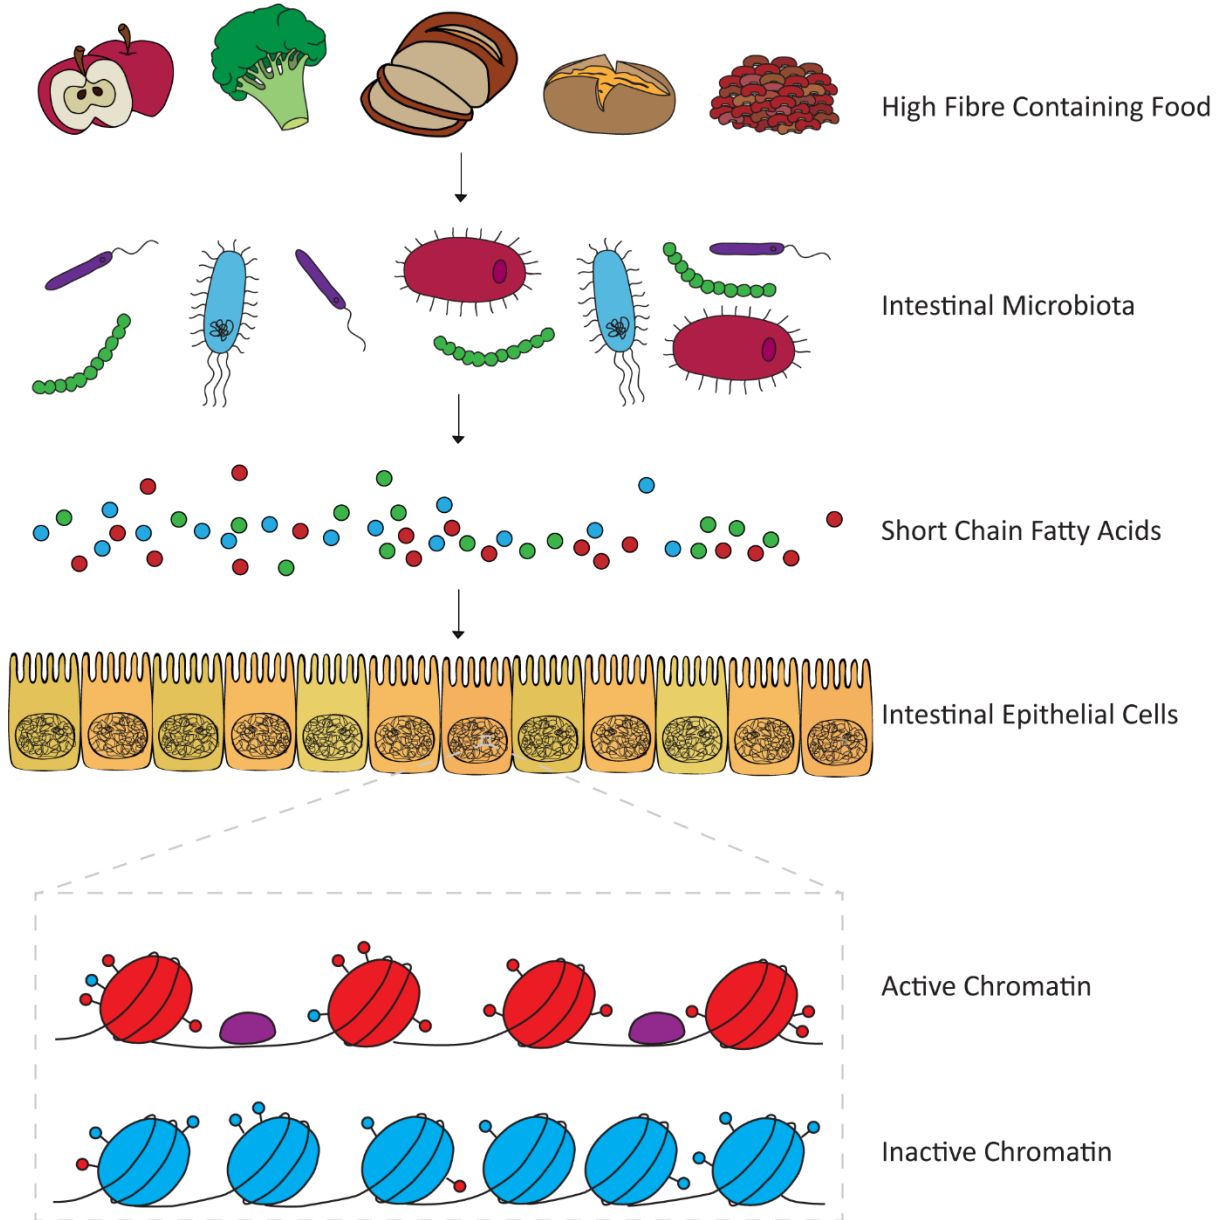 High Fibre Containing Food
Intestinal Microbiota
Short Chain Fatty Acids
Intestinal Epithelial Cells
Active Chromatin
Inactive Chromatin